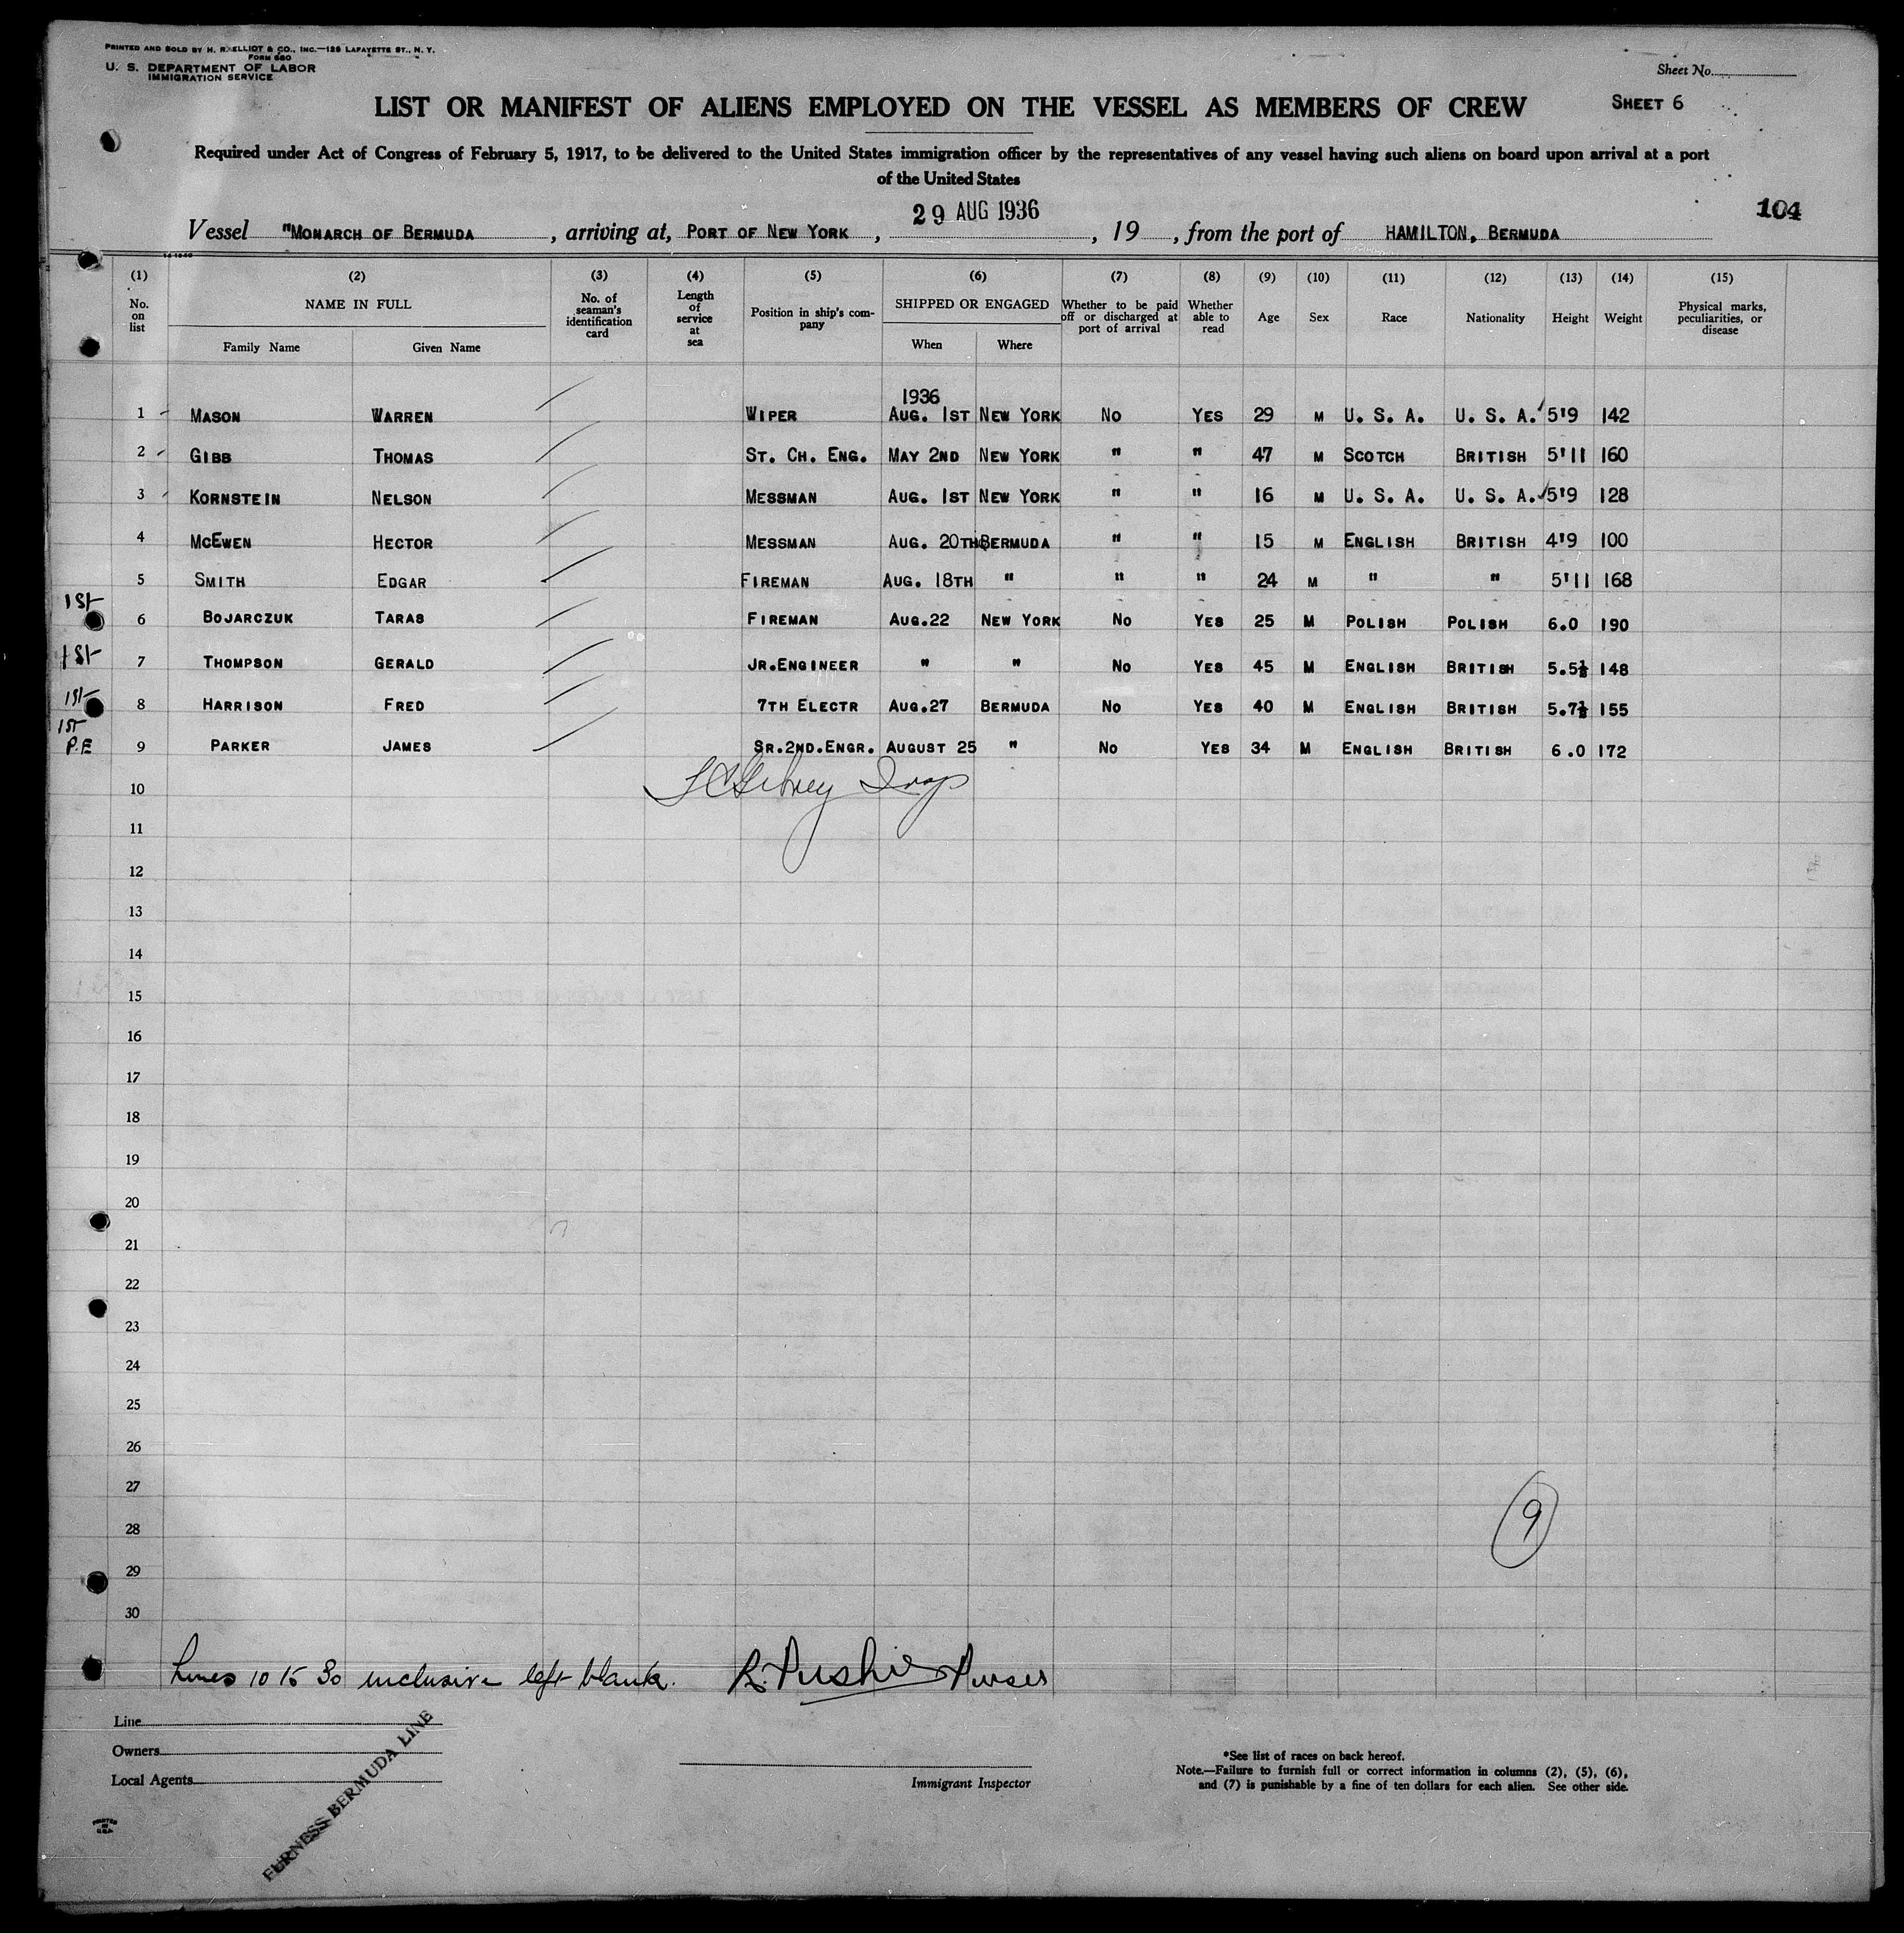 PRINTED AND SOLD BY H. R. ELLIOT & CO., INC.—128 LAFAYETTE ST., N. Y.
FORM 680
U. S. DEPARTMENT OF LABOR
IMMIGRATION SERVICE
Sheet No.
LIST OR MANIFEST OF ALIENS EMPLOYED ON THE VESSEL AS MEMBERS OF CREW
SHEET 6
Required under Act of Congress of February 5, 1917, to be delivered to the United States immigration officer by the representatives of any vessel having such aliens on board upon arrival at a port
of the United States
104
Vessel "MONARCH OF BERMUDA, arriving at, PORT OF NEW YORK, 29 AUG 1936, 19, from the port of HAMILTON, BERMUDA
(1) (2) (3) (4) (5) (6) (7) (8) (9) (10) (11) (12) (13) (14) (15)
No. on list NAME IN FULL No. of seaman's identification card Length of service at sea Position in ship's company SHIPPED OR ENGAGED Whether to be paid off or discharged at port of arrival Whether able to read Age Sex Race Nationality Height Weight Physical marks, peculiarities, or disease
Family Name Given Name When Where
1936
1 MASON WARREN WIPER AUG. 1ST NEW YORK NO YES 29 M U. S. A. U. S. A. 5'9 142
2 GIBB THOMAS ST. CH. ENG. MAY 2ND NEW YORK " " 47 M SCOTCH BRITISH 5'11 160
3 KORNSTEIN NELSON MESSMAN AUG. 1ST NEW YORK " " 16 M U. S. A. U. S. A. 5'9 128
4 MCEWEN HECTOR MESSMAN AUG. 20TH BERMUDA " " 15 M ENGLISH BRITISH 4'9 100
5 SMITH EDGAR FIREMAN AUG. 18TH " " " 24 M " " 5'11 168
1st 6 BOJARCZUK TARAS FIREMAN AUG.22 NEW YORK NO YES 25 M POLISH POLISH 6.0 190
1st 7 THOMPSON GERALD JR.ENGINEER " " NO YES 45 M ENGLISH BRITISH 5.5½ 148
1st 8 HARRISON FRED 7TH ELECTR AUG.27 BERMUDA NO YES 40 M ENGLISH BRITISH 5.7½ 155
1st
P.E 9 PARKER JAMES SR.2ND.ENGR. AUGUST 25 " NO YES 34 M ENGLISH BRITISH 6.0 172
10
11
12
13
14
15
16
17
18
19
20
21
22
23
24
25
26
27
9
28
29
30
Lines 10 to 30 inclusive left blank. Purser
Line
Owners
Local Agents
FURNESS BERMUDA LINE
Immigrant Inspector
*See list of races on back hereof.
Note.—Failure to furnish full or correct information in columns (2), (5), (6),
and (7) is punishable by a fine of ten dollars for each alien. See other side.
PRINTED
IN
U.S.A.